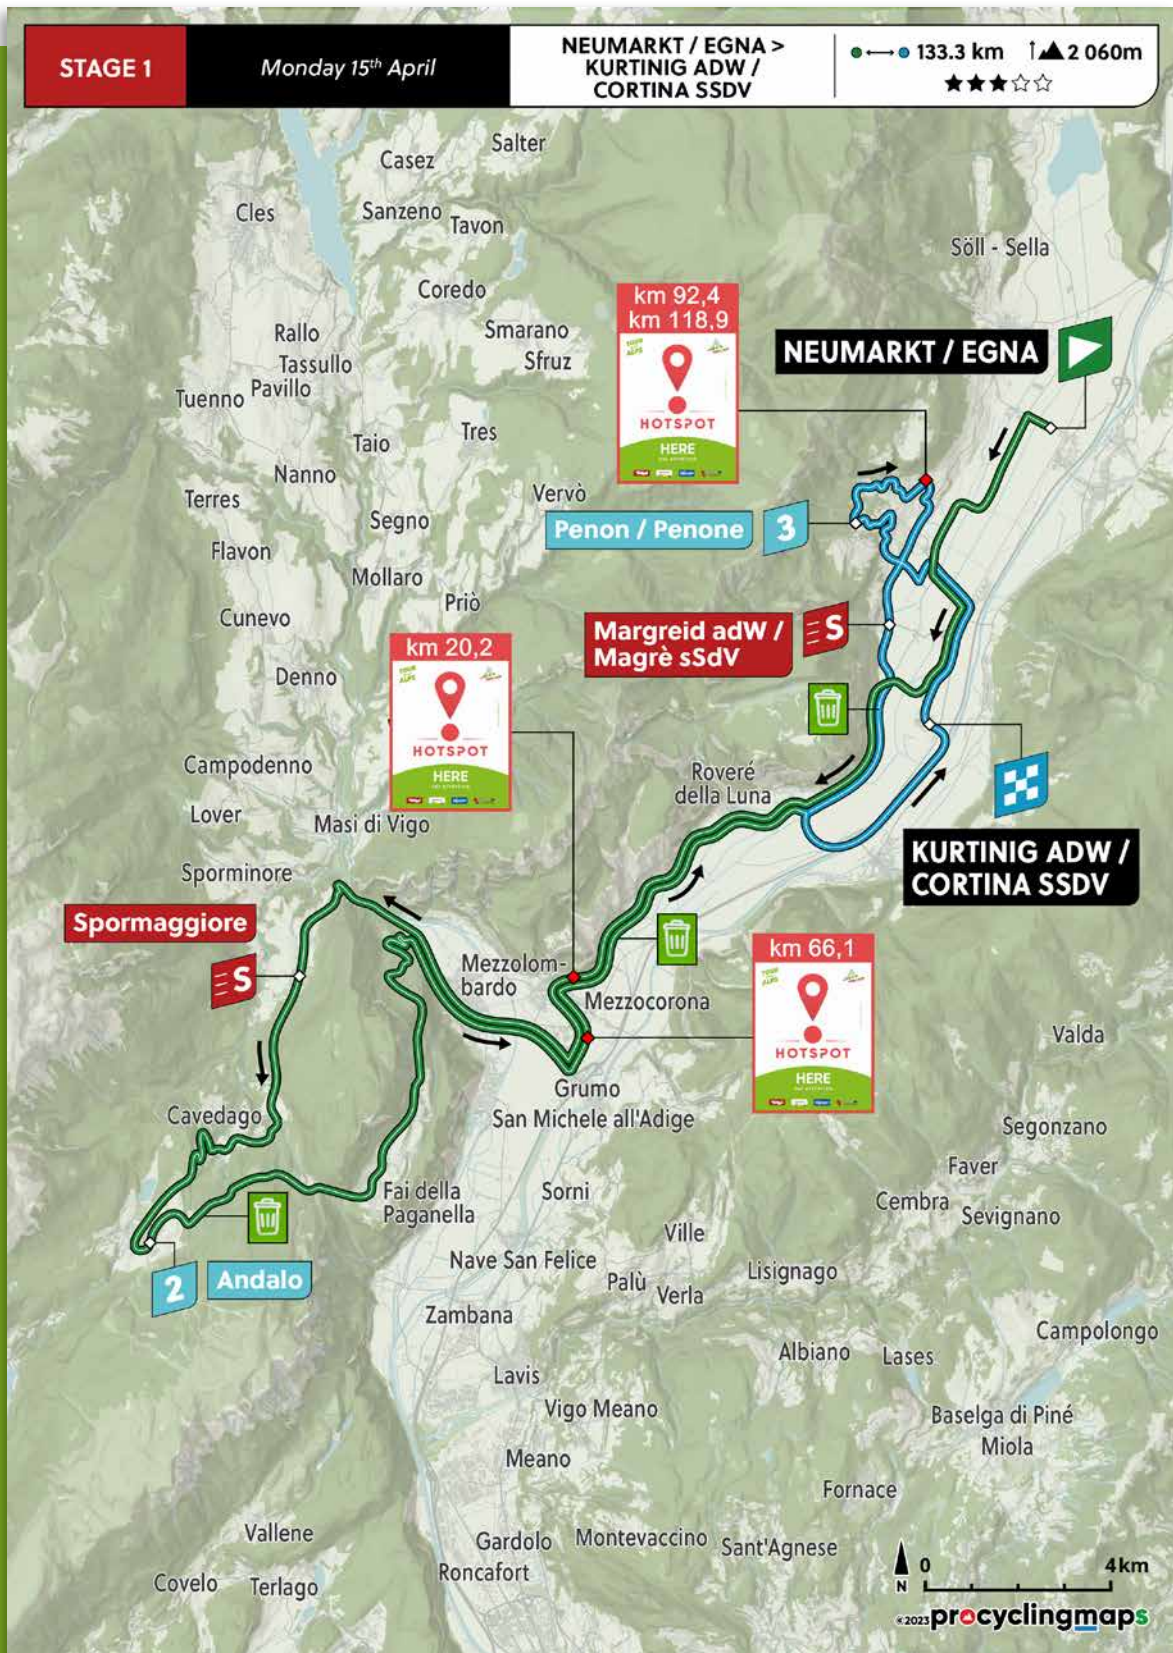 STAGE 1
Monday 15th April
NEUMARKT / EGNA >
KURTINIG ADW /
CORTINA SSDV
133.3 km
2 060m
Salter
Casez
Cles
Sanzeno
Tavon
Söll - Sella
Coredo
km 92,4
km 118,9
Rallo
Smarano
TOUR
ALPS
NEUMARKT / EGNA
Tassullo
Sfruz
Pavillo
Tuenno
HOTSPOT
HERE
Taio
Tres
Nanno
Terres
Vervò
Segno
Penon / Penone
3
Flavon
Mollaro
Priò
Cunevo
Margreid adW /
Magrè sSdV
S
km 20,2
TOUR
ALPS
Denno
HOTSPOT
HERE
Campodenno
Roveré
della Luna
Lover
Masi di Vigo
KURTINIG ADW /
CORTINA SSDV
Sporminore
Spormaggiore
S
Mezzolom-
bardo
Mezzocorona
km 66,1
TOUR
ALPS
HOTSPOT
HERE
Valda
Grumo
San Michele all'Adige
Cavedago
Segonzano
Faver
Fai della
Paganella
Sorni
Cembra
Sevignano
Ville
Nave San Felice
Lisignago
2
Andalo
Palù
Verla
Zambana
Campolongo
Albiano
Lases
Lavis
Vigo Meano
Baselga di Piné
Miola
Meano
Fornace
Vallene
Gardolo
Montevaccino
Sant'Agnese
Roncafort
Covelo
Terlago
0
4km
N
©2023 procyclingmaps